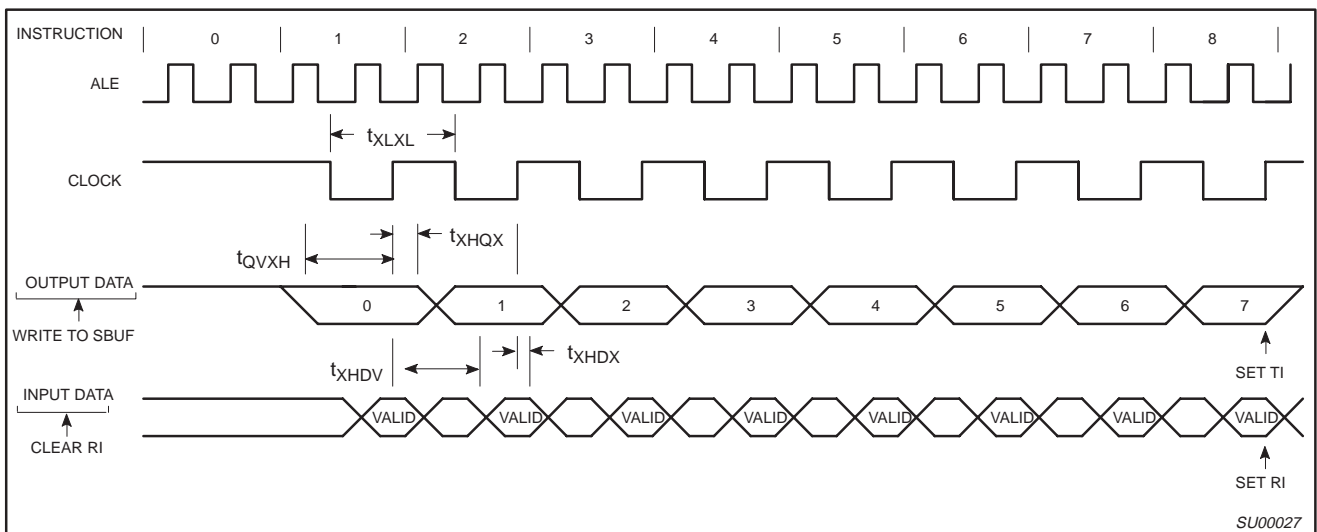 INSTRUCTION 0 1 2 3 4 5 6 7 8
ALE
tXLXL
CLOCK
tXHQX
tQVXH
OUTPUT DATA
0 1 2 3 4 5 6 7
WRITE TO SBUF
tXHDX
tXHDV
SET TI
INPUT DATA
VALID VALID VALID VALID VALID VALID VALID VALID
CLEAR RI
SET RI
SU00027